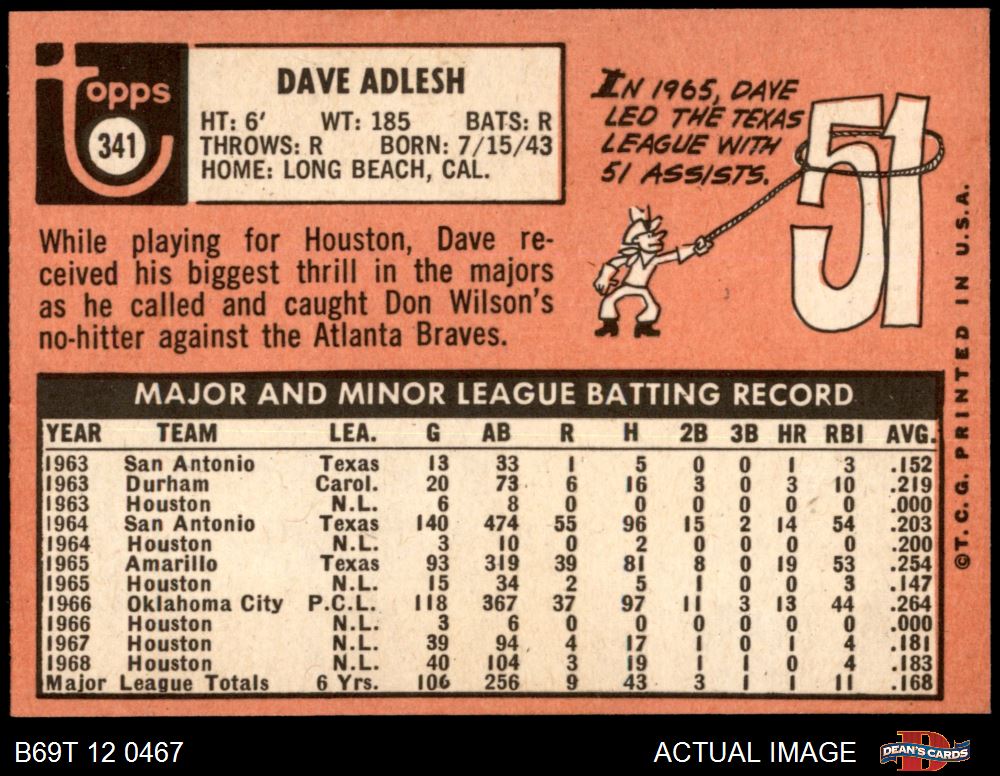 Topps
341
DAVE ADLESH
HT: 6' WT: 185 BATS: R
THROWS: R BORN: 7/15/43
HOME: LONG BEACH, CAL.
IN 1965, DAVE
LED THE TEXAS
LEAGUE WITH
51 ASSISTS.
51
While playing for Houston, Dave re-
ceived his biggest thrill in the majors
as he called and caught Don Wilson's
no-hitter against the Atlanta Braves.
MAJOR AND MINOR LEAGUE BATTING RECORD
YEAR TEAM LEA. G AB R H 2B 3B HR RBI AVG.
1963 San Antonio Texas 13 33 1 5 0 0 1 3 .152
1963 Durham Carol. 20 73 6 16 3 0 3 10 .219
1963 Houston N.L. 6 8 0 0 0 0 0 0 .000
1964 San Antonio Texas 140 474 55 96 15 2 14 54 .203
1964 Houston N.L. 3 10 0 2 0 0 0 0 .200
1965 Amarillo Texas 93 319 39 81 8 0 19 53 .254
1965 Houston N.L. 15 34 2 5 1 0 0 3 .147
1966 Oklahoma City P.C.L. 118 367 37 97 11 3 13 44 .264
1966 Houston N.L. 3 6 0 0 0 0 0 0 .000
1967 Houston N.L. 39 94 4 17 1 0 1 4 .181
1968 Houston N.L. 40 104 3 19 1 1 0 4 .183
Major League Totals 6 Yrs. 106 256 9 43 3 1 1 11 .168
© T. C. G. PRINTED IN U.S.A.
B69T 12 0467
ACTUAL IMAGE
DEAN'S CARDS